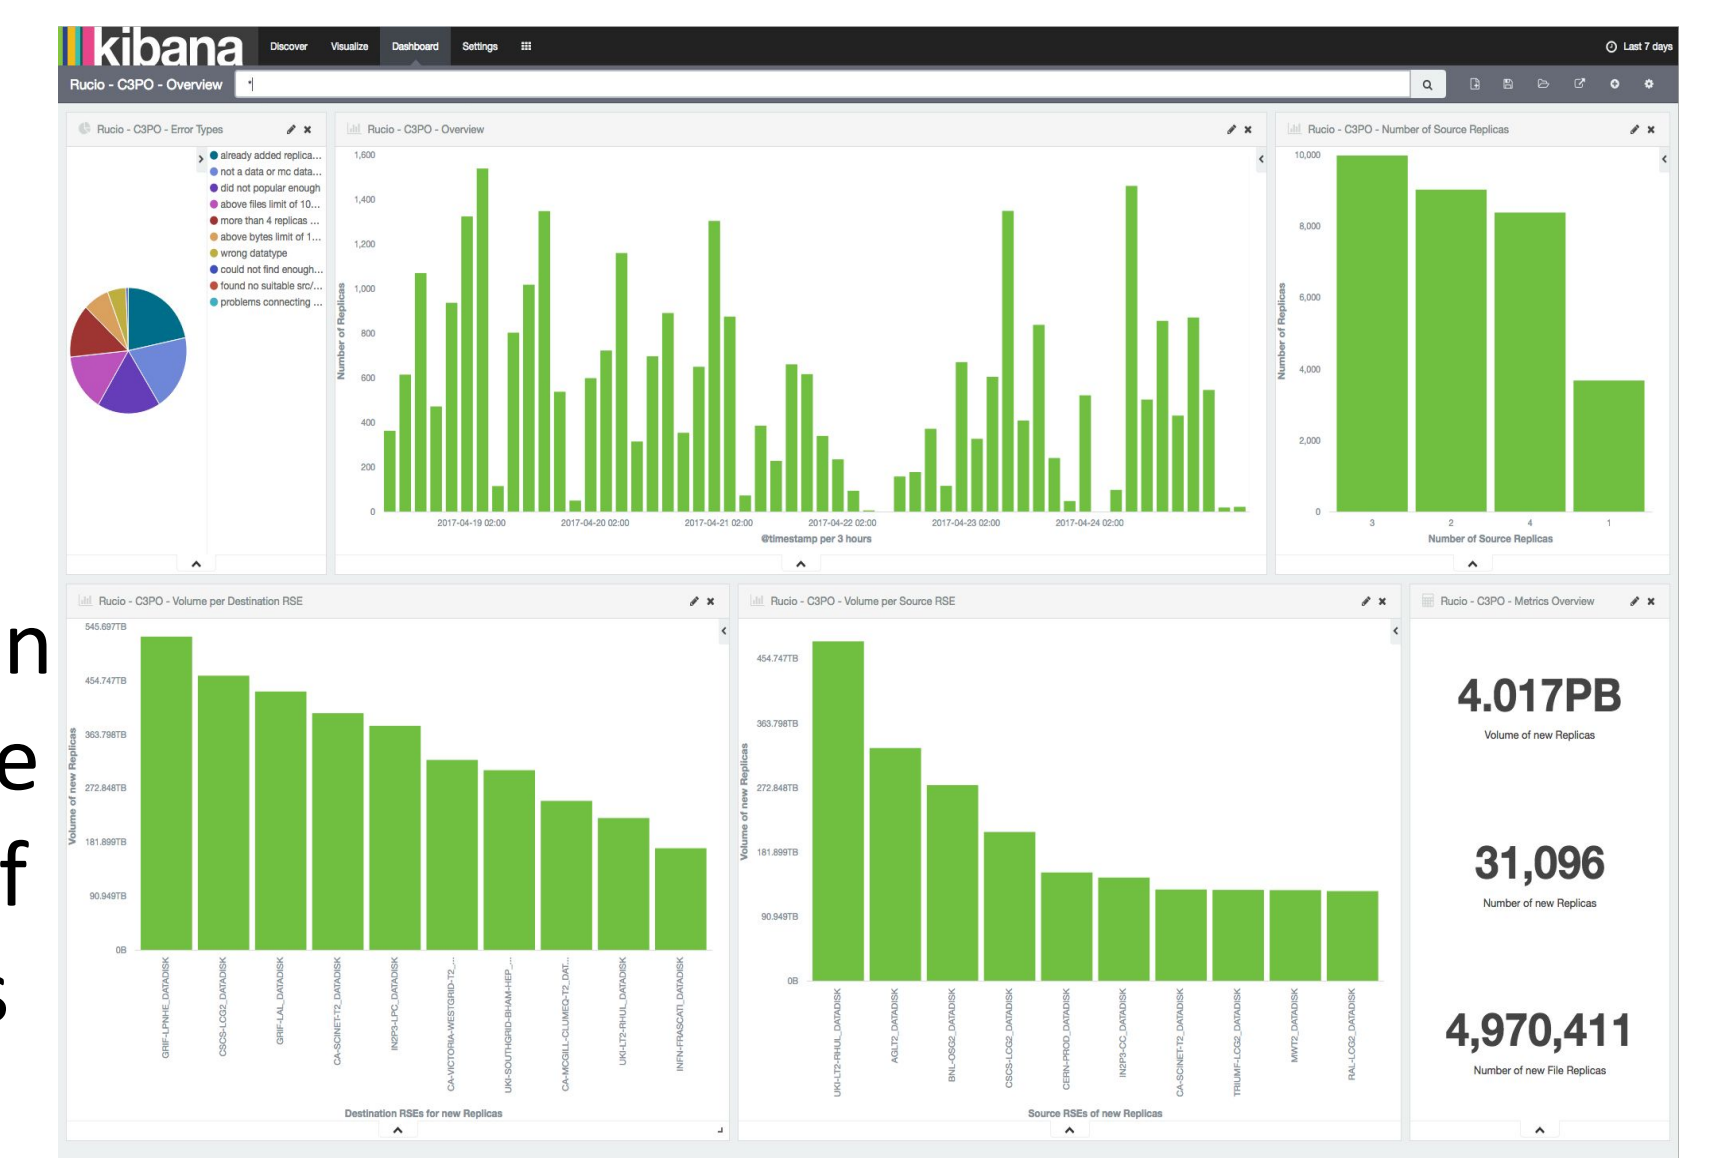 kibana
Discover Visualize Dashboard Settings
Last 7 days
Rucio - C3PO - Overview
*
Rucio - C3PO - Error Types
already added replica...
not a data or mc data...
did not popular enough
above files limit of 10...
more than 4 replicas ...
above bytes limit of 1...
wrong datatype
could not find enough...
found no suitable src/...
problems connecting ...
Rucio - C3PO - Overview
Number of Replicas
1,600
1,400
1,200
1,000
800
600
400
200
0
2017-04-19 02:00 2017-04-20 02:00 2017-04-21 02:00 2017-04-22 02:00 2017-04-23 02:00 2017-04-24 02:00
@timestamp per 3 hours
Rucio - C3PO - Number of Source Replicas
Number of Replicas
10,000
8,000
6,000
4,000
2,000
0
3 2 4 1
Number of Source Replicas
n
e
f
s
Rucio - C3PO - Volume per Destination RSE
Volume of new Replicas
545.697TB
454.747TB
363.798TB
272.848TB
181.899TB
90.949TB
0B
GRIF-LPNHE_DATADISK
CSCS-LCG2_DATADISK
GRIF-LAL_DATADISK
CA-SCINET-T2_DATADISK
IN2P3-LPC_DATADISK
CA-VICTORIA-WESTGRID-T2_...
UKI-SOUTHGRID-BHAM-HEP_...
CA-MCGILL-CLUMEQ-T2_DAT...
UKI-LT2-RHUL_DATADISK
INFN-FRASCATI_DATADISK
Destination RSEs for new Replicas
Rucio - C3PO - Volume per Source RSE
Volume of new Replicas
454.747TB
363.798TB
272.848TB
181.899TB
90.949TB
0B
UKI-LT2-RHUL_DATADISK
AGLT2_DATADISK
BNL-OSG2_DATADISK
CSCS-LCG2_DATADISK
CERN-PROD_DATADISK
IN2P3-CC_DATADISK
CA-SCINET-T2_DATADISK
TRIUMF-LCG2_DATADISK
MWT2_DATADISK
RAL-LCG2_DATADISK
Source RSEs of new Replicas
Rucio - C3PO - Metrics Overview
4.017PB
Volume of new Replicas
31,096
Number of new Replicas
4,970,411
Number of new File Replicas